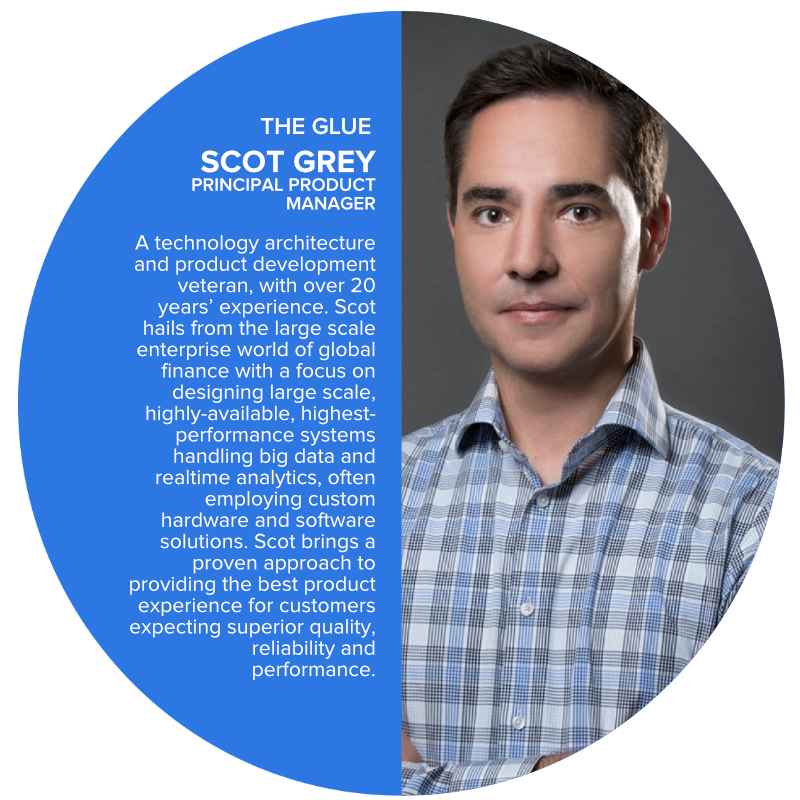 THE GLUE
SCOT GREY
PRINCIPAL PRODUCT
MANAGER
A technology architecture
and product development
veteran, with over 20
years’ experience. Scot
hails from the large scale
enterprise world of global
finance with a focus on
designing large scale,
highly-available, highest-
performance systems
handling big data and
realtime analytics, often
employing custom
hardware and software
solutions. Scot brings a
proven approach to
providing the best product
experience for customers
expecting superior quality,
reliability and
performance.